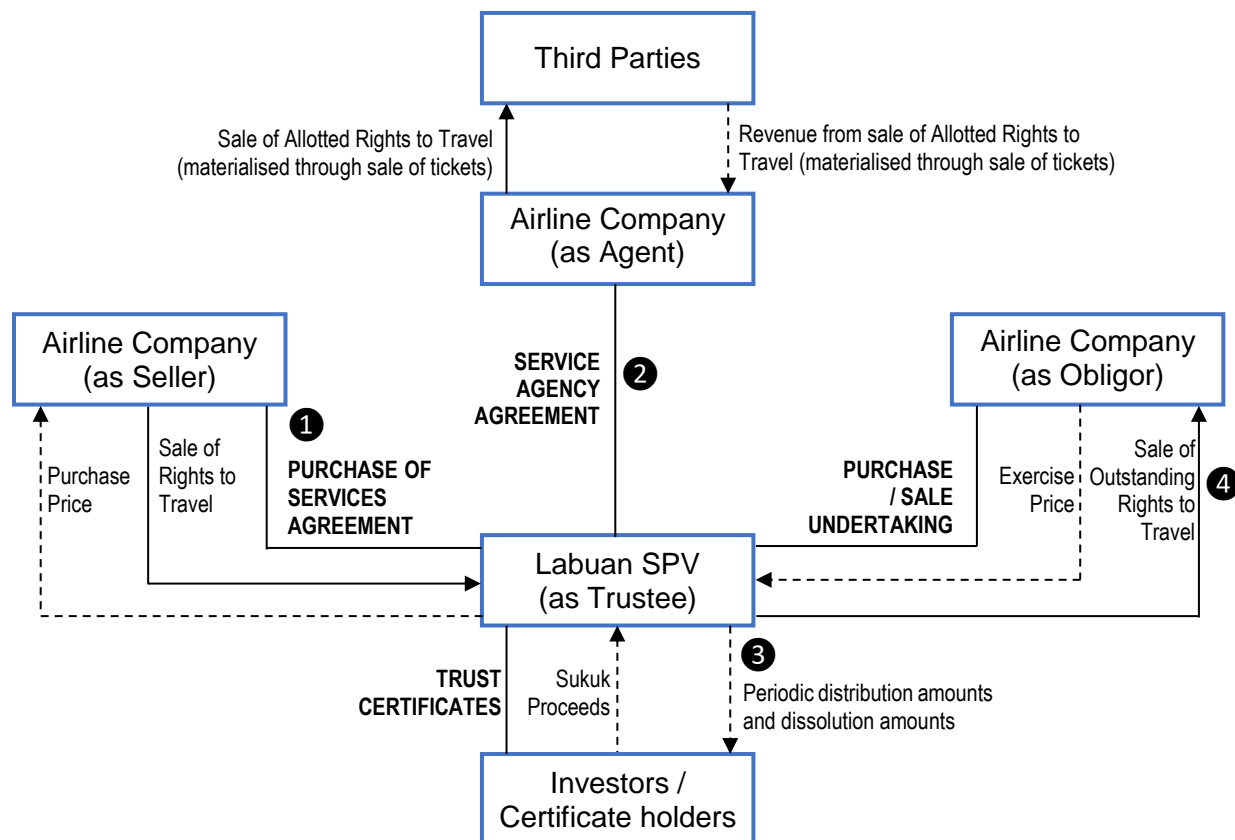 Third Parties
Sale of Allotted Rights to Travel
(materialised through sale of tickets)
Revenue from sale of Allotted Rights to
Travel (materialised through sale of tickets)
Airline Company
(as Agent)
Airline Company
(as Seller)
SERVICE
AGENCY
AGREEMENT
2
Airline Company
(as Obligor)
Purchase
Price
Sale of
Rights to
Travel
1
PURCHASE OF
SERVICES
AGREEMENT
PURCHASE
/ SALE
UNDERTAKING
Exercise
Price
Sale of
Outstanding
Rights to
Travel
4
Labuan SPV
(as Trustee)
TRUST
CERTIFICATES
Sukuk
Proceeds
3
Periodic distribution amounts
and dissolution amounts
Investors /
Certificate holders